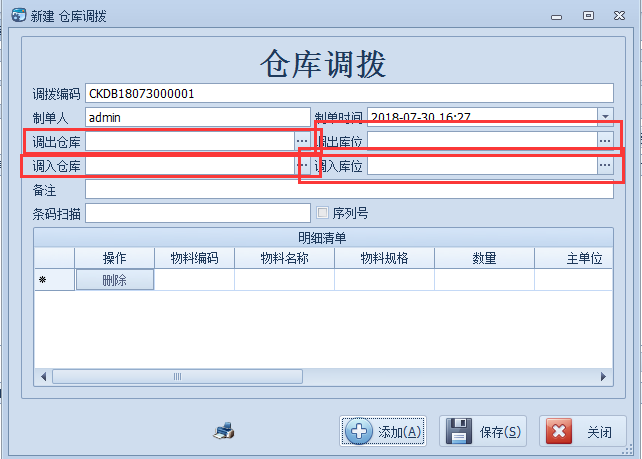 新建 仓库调拨
仓库调拨
调拨编码 CKDB18073000001
制单人 admin 制单时间 2018-07-30 16:27
调出仓库 ... 调出库位 ...
调入仓库 ... 调入库位 ...
备注
条码扫描 序列号
明细清单
操作 物料编码 物料名称 物料规格 数量 主单位
* 删除
添加(A) 保存(S) 关闭